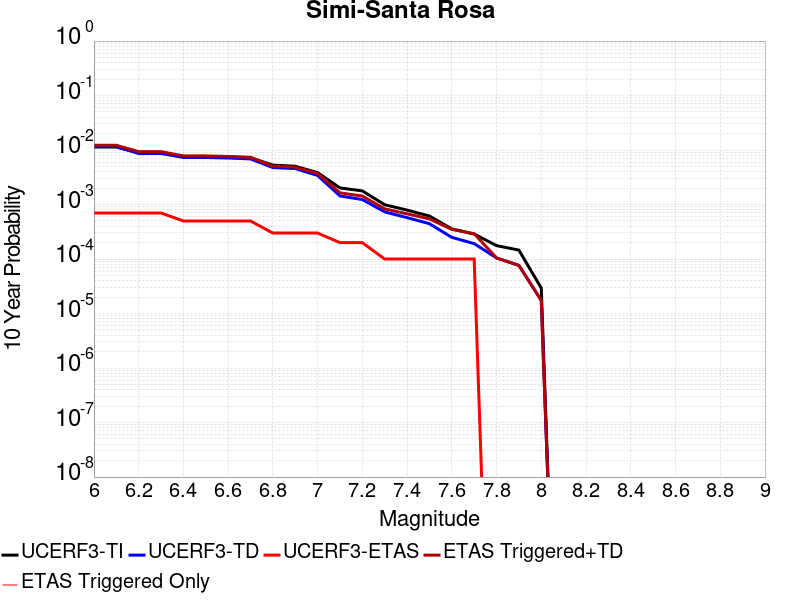 Simi-Santa Rosa
10 0
10 -1
10 -2
10 -3
10 -4
10 -5
10 -6
10 -7
10 -8
10 Year Probability
6 6.2 6.4 6.6 6.8 7 7.2 7.4 7.6 7.8 8 8.2 8.4 8.6 8.8 9
Magnitude
UCERF3-TI UCERF3-TD UCERF3-ETAS ETAS Triggered+TD
ETAS Triggered Only